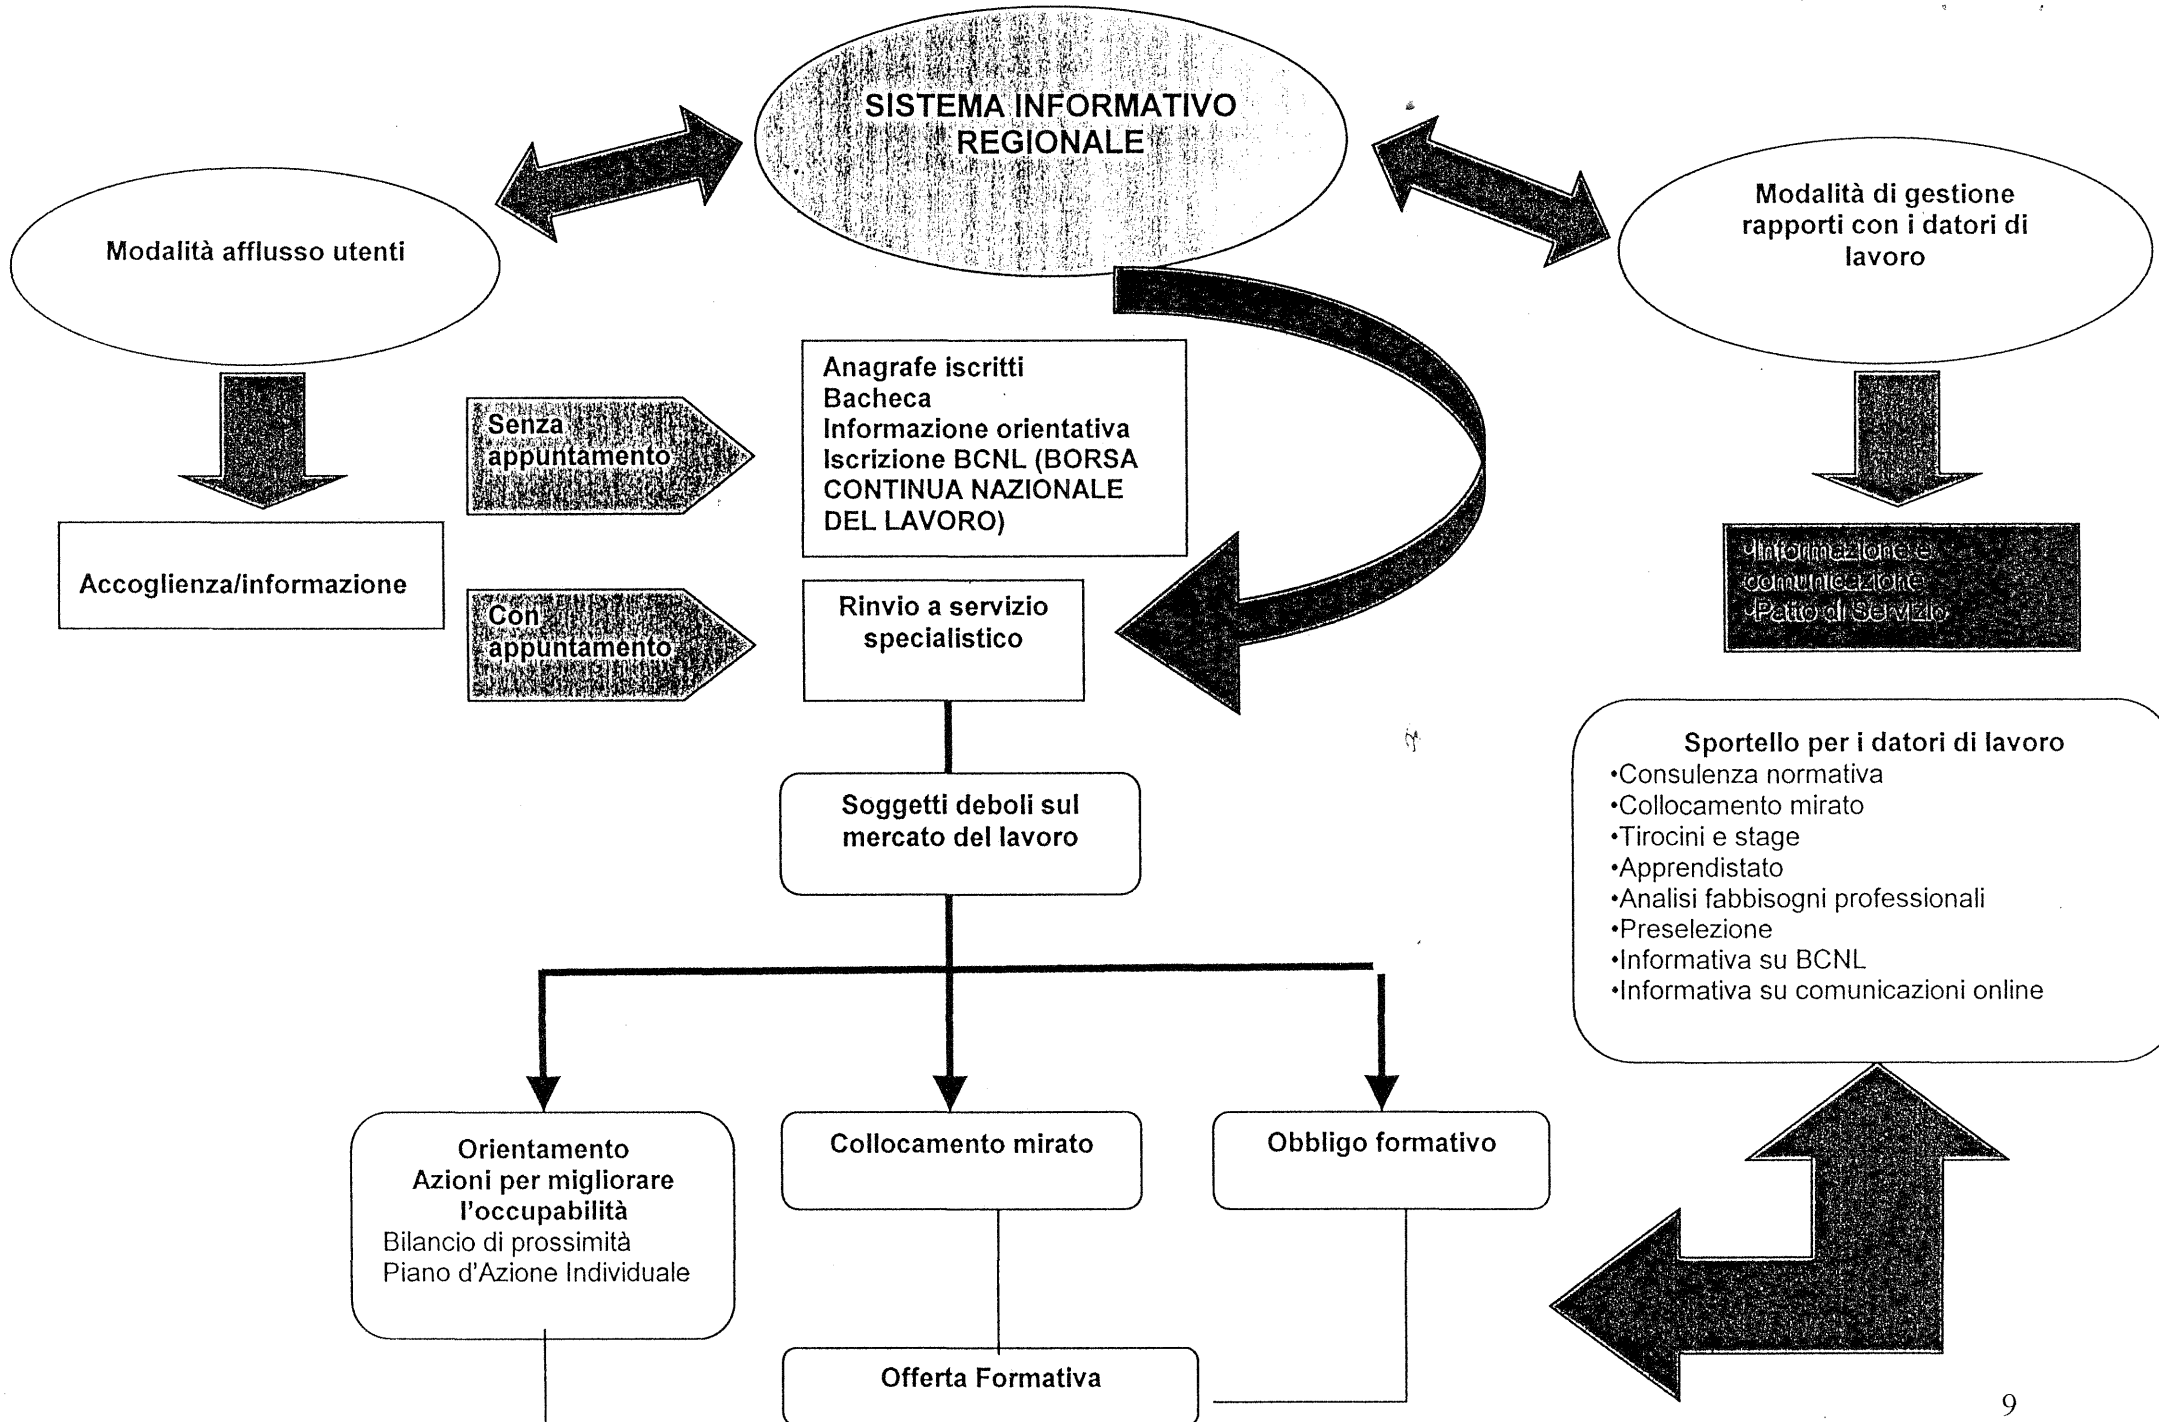 SISTEMA INFORMATIVO
REGIONALE
Modalità afflusso utenti
Modalità di gestione
rapporti con i datori di
lavoro
Senza
appuntamento
Anagrafe iscritti
Bacheca
Informazione orientativa
Iscrizione BCNL (BORSA
CONTINUA NAZIONALE
DEL LAVORO)
Accoglienza/informazione
Con
appuntamento
Rinvio a servizio
specialistico
•Informazione e
comunicazione
•Patto di Servizio
Soggetti deboli sul
mercato del lavoro
Sportello per i datori di lavoro
•Consulenza normativa
•Collocamento mirato
•Tirocini e stage
•Apprendistato
•Analisi fabbisogni professionali
•Preselezione
•Informativa su BCNL
•Informativa su comunicazioni online
Orientamento
Azioni per migliorare
l'occupabilità
Bilancio di prossimità
Piano d'Azione Individuale
Collocamento mirato
Obbligo formativo
Offerta Formativa
9